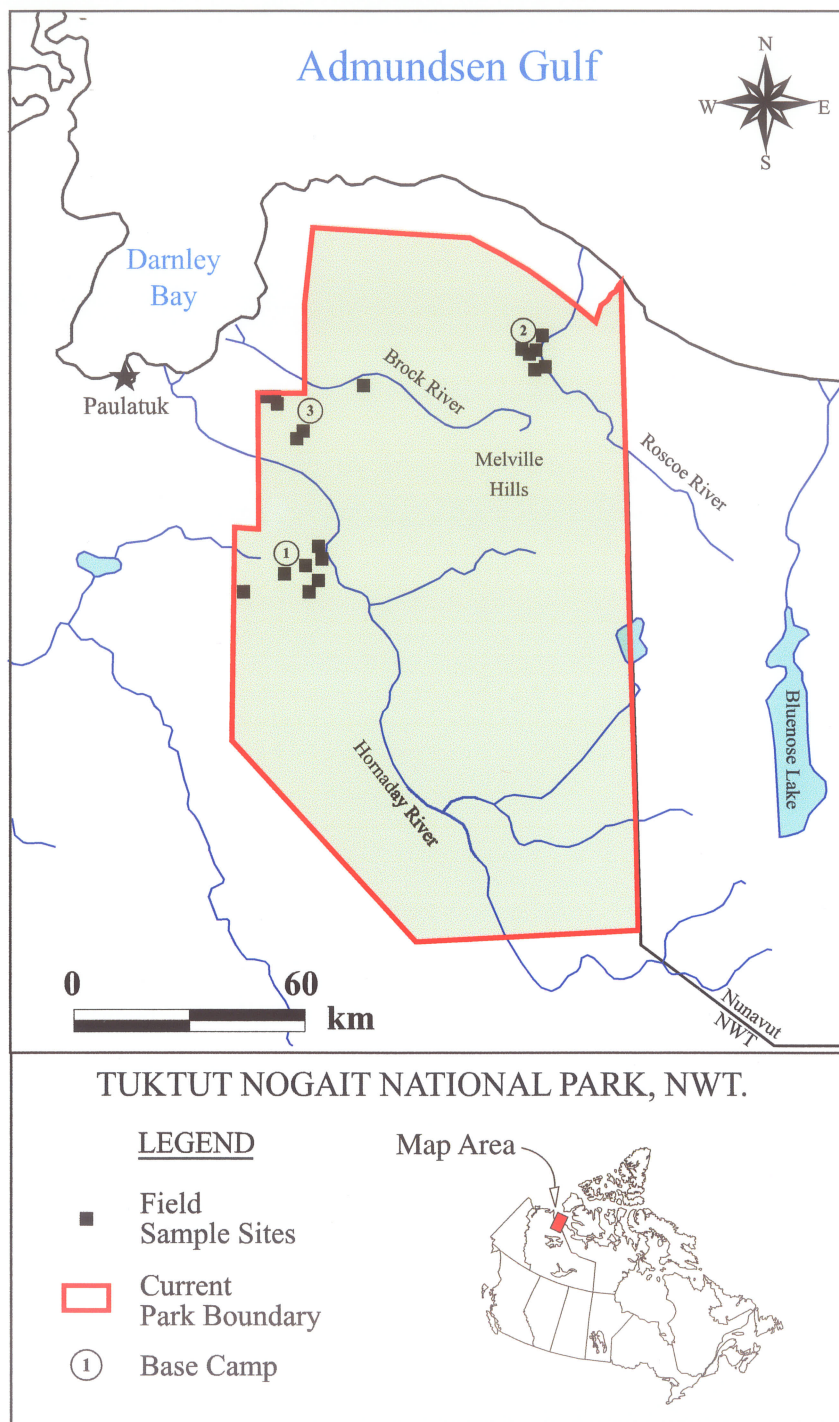 Admundsen Gulf
N
W
E
S
Darnley
Bay
2
Paulatuk
Brock River
3
Melville
Hills
Roscoe River
1
Bluenose Lake
Hornaday River
0
60
km
Nunavut
NWT
TUKTUT NOGAIT NATIONAL PARK, NWT.
LEGEND
Map Area
Field
Sample Sites
Current
Park Boundary
1
Base Camp